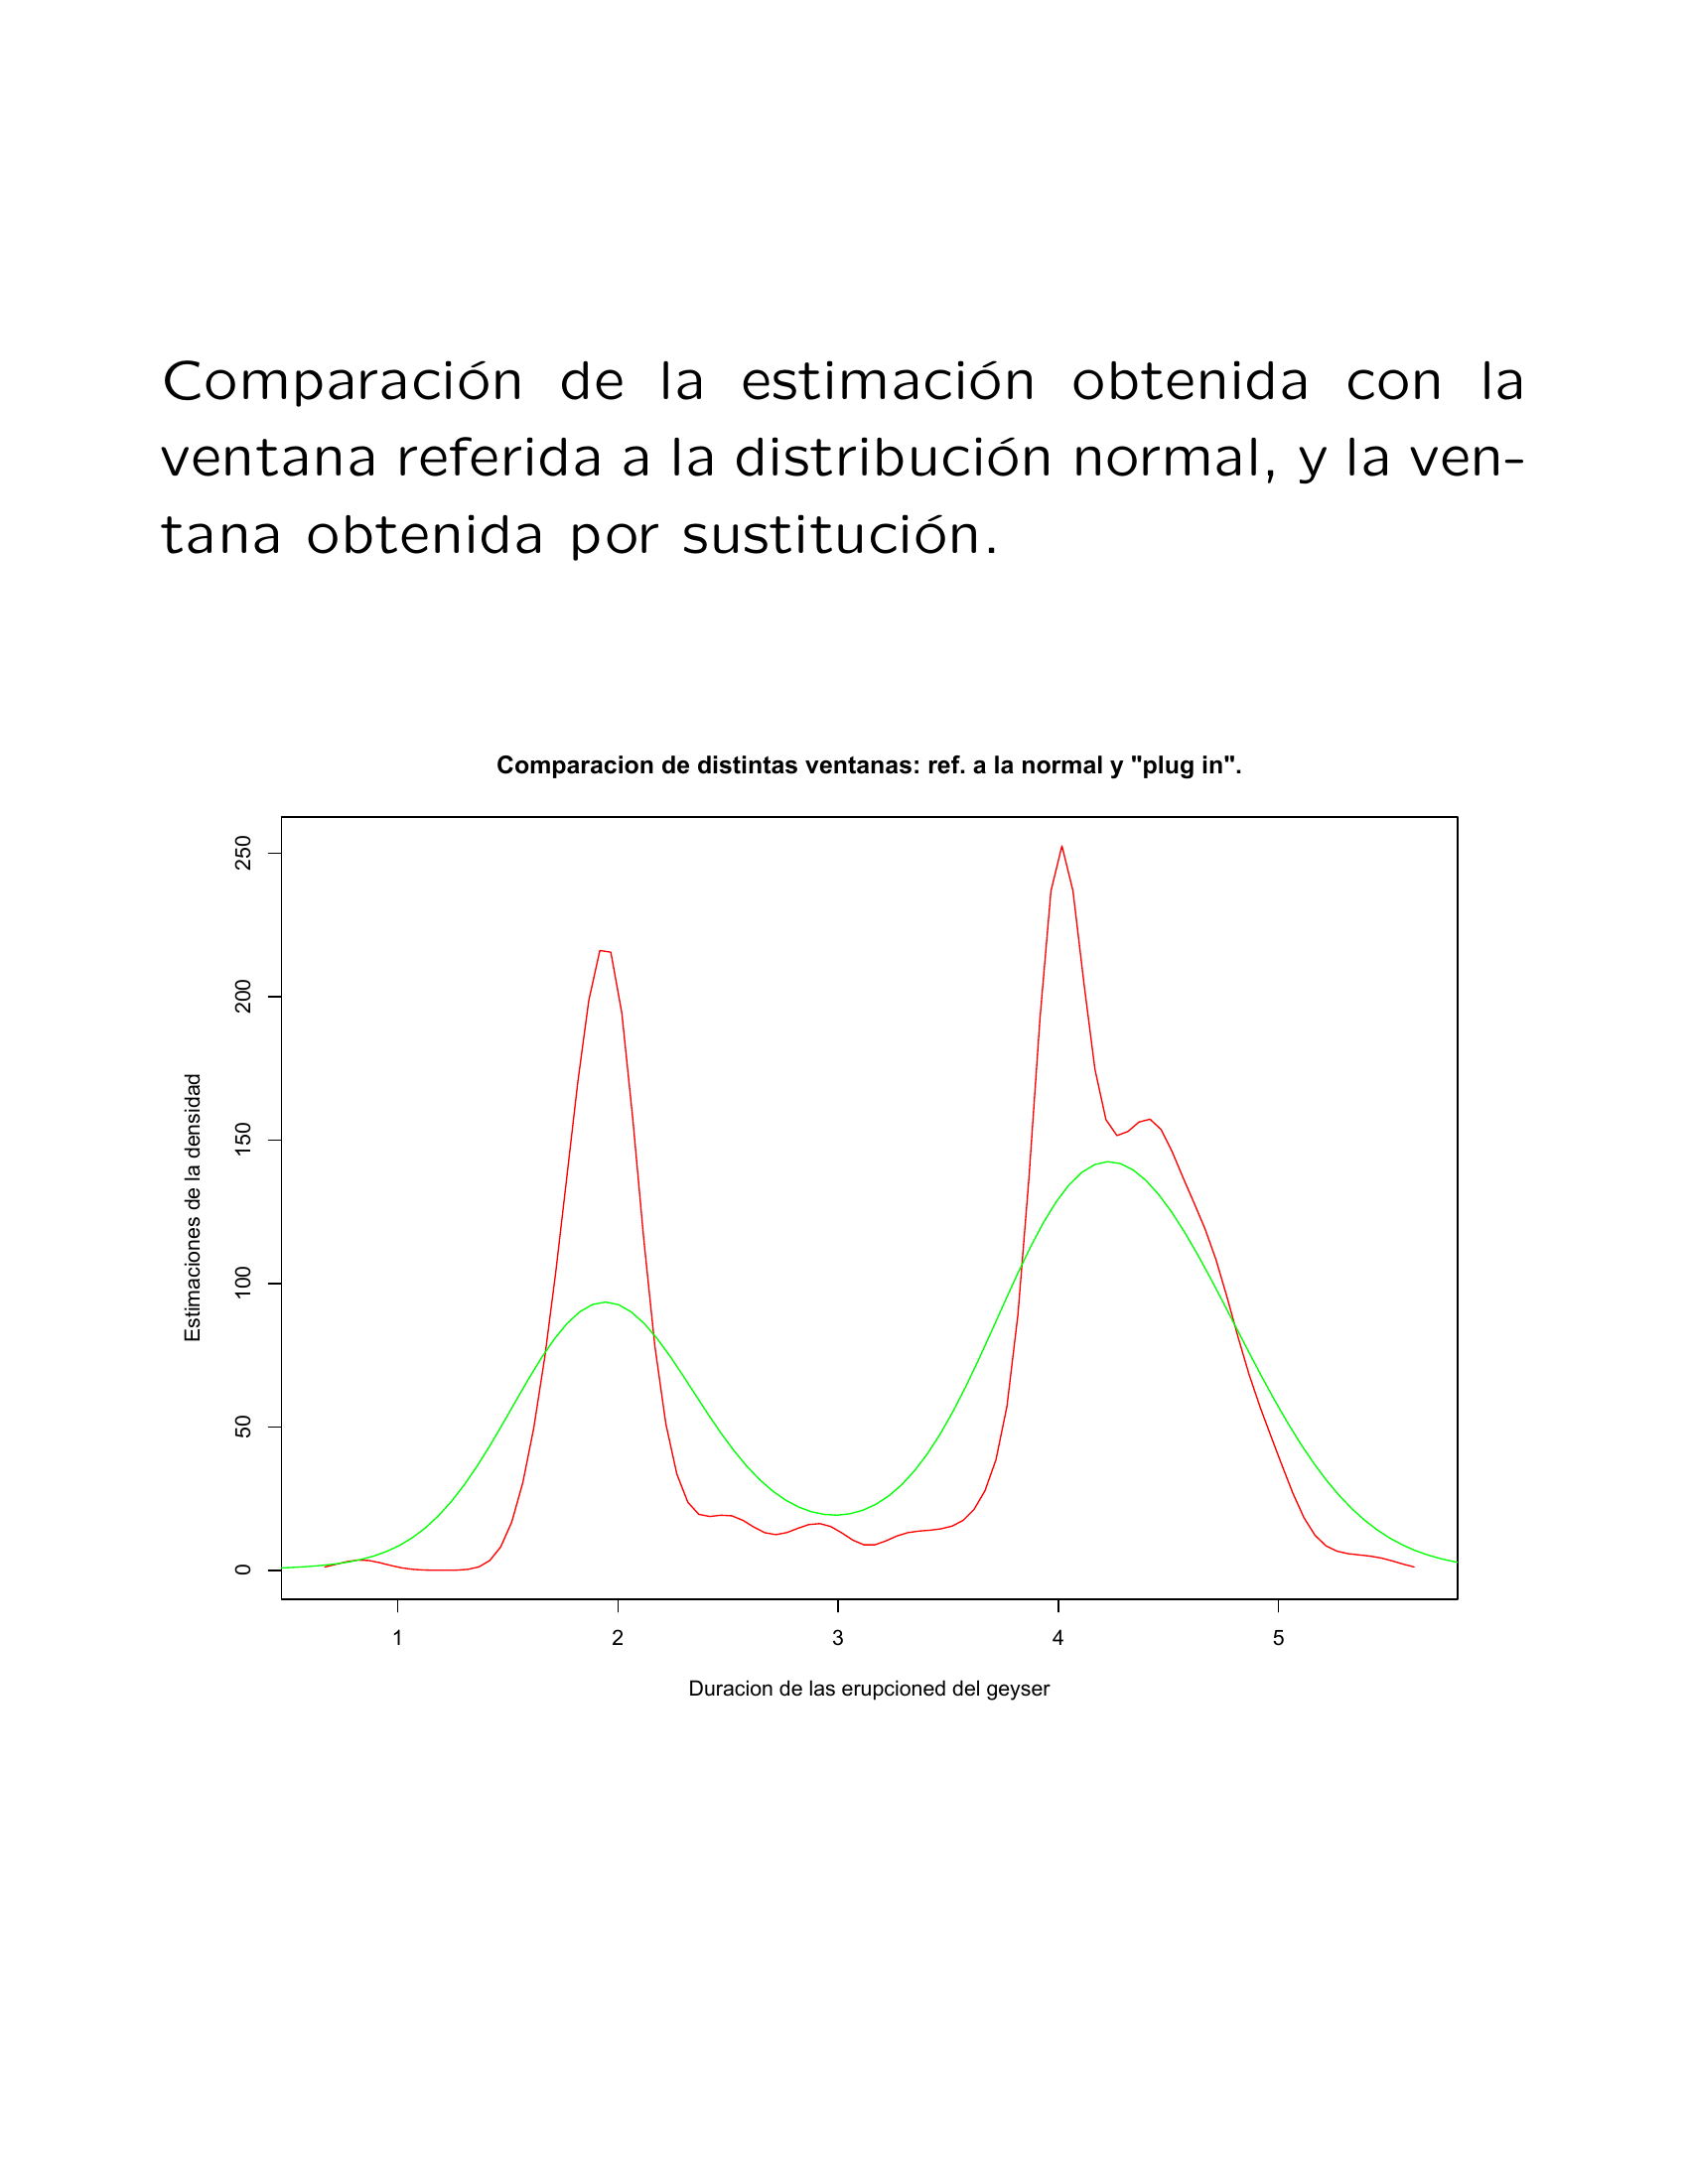 Comparación de la estimación obtenida con la
ventana referida a la distribución normal, y la ven-
tana obtenida por sustitución.
Comparacion de distintas ventanas: ref. a la normal y "plug in".
Estimaciones de la densidad
250
200
150
100
50
0
1 2 3 4 5
Duracion de las erupcioned del geyser